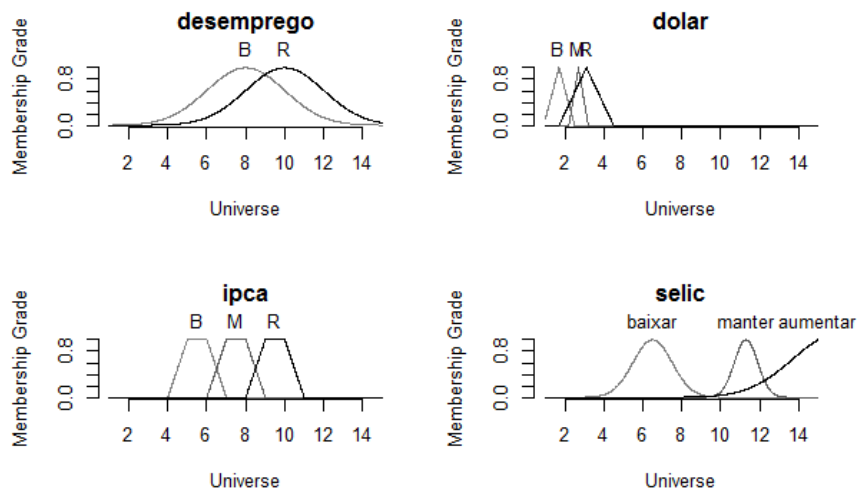 desemprego
B R
Membership Grade
0.0 0.8
2 4 6 8 10 12 14
Universe
dolar
B M R
Membership Grade
0.0 0.8
2 4 6 8 10 12 14
Universe
ipca
B M R
Membership Grade
0.0 0.8
2 4 6 8 10 12 14
Universe
selic
baixar manter aumentar
Membership Grade
0.0 0.8
2 4 6 8 10 12 14
Universe